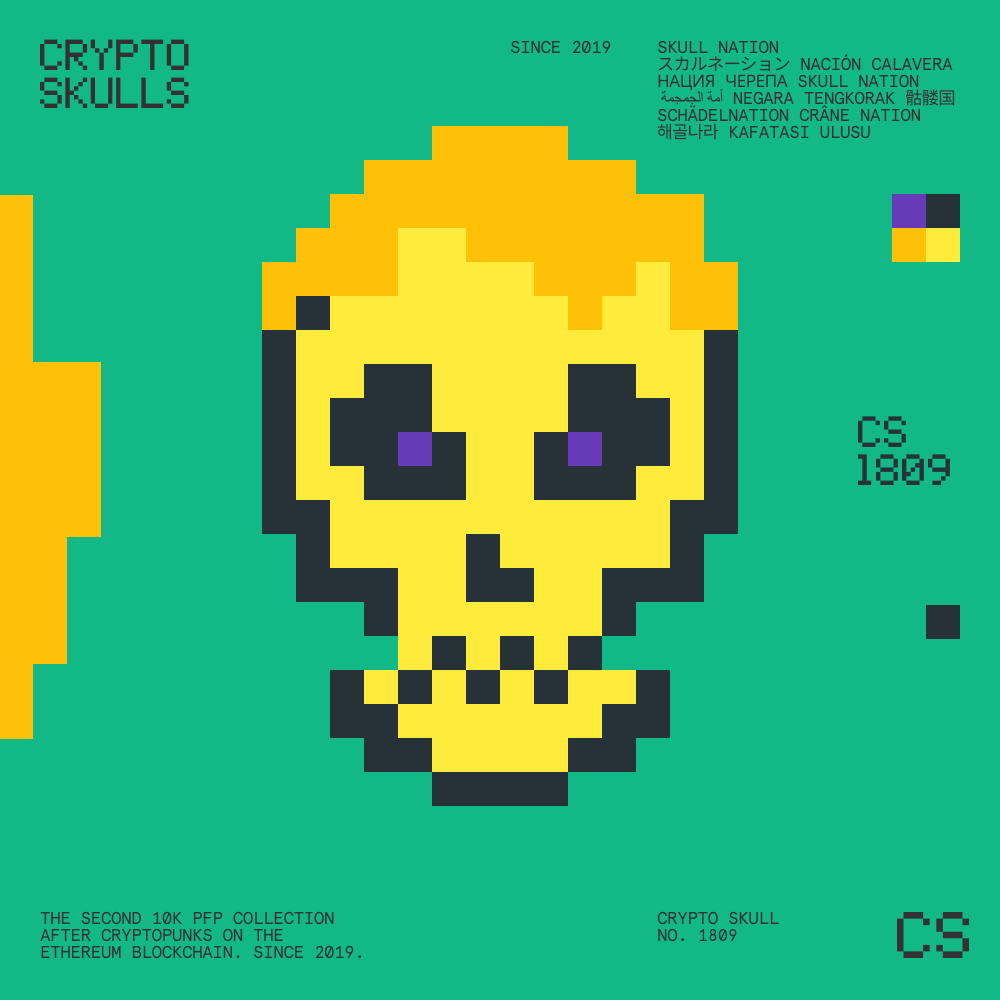 CRYPTO
SKULLS
SINCE 2019
SKULL NATION
スカルネーション NACIÓN CALAVERA
НАЦИЯ ЧЕРЕПА SKULL NATION
أمة الجمجمة NEGARA TENGKORAK 骷髅国
SCHÄDELNATION CRÂNE NATION
해골나라 KAFATASI ULUSU
CS
1809
THE SECOND 10K PFP COLLECTION
AFTER CRYPTOPUNKS ON THE
ETHEREUM BLOCKCHAIN. SINCE 2019.
CRYPTO SKULL
NO. 1809
CS